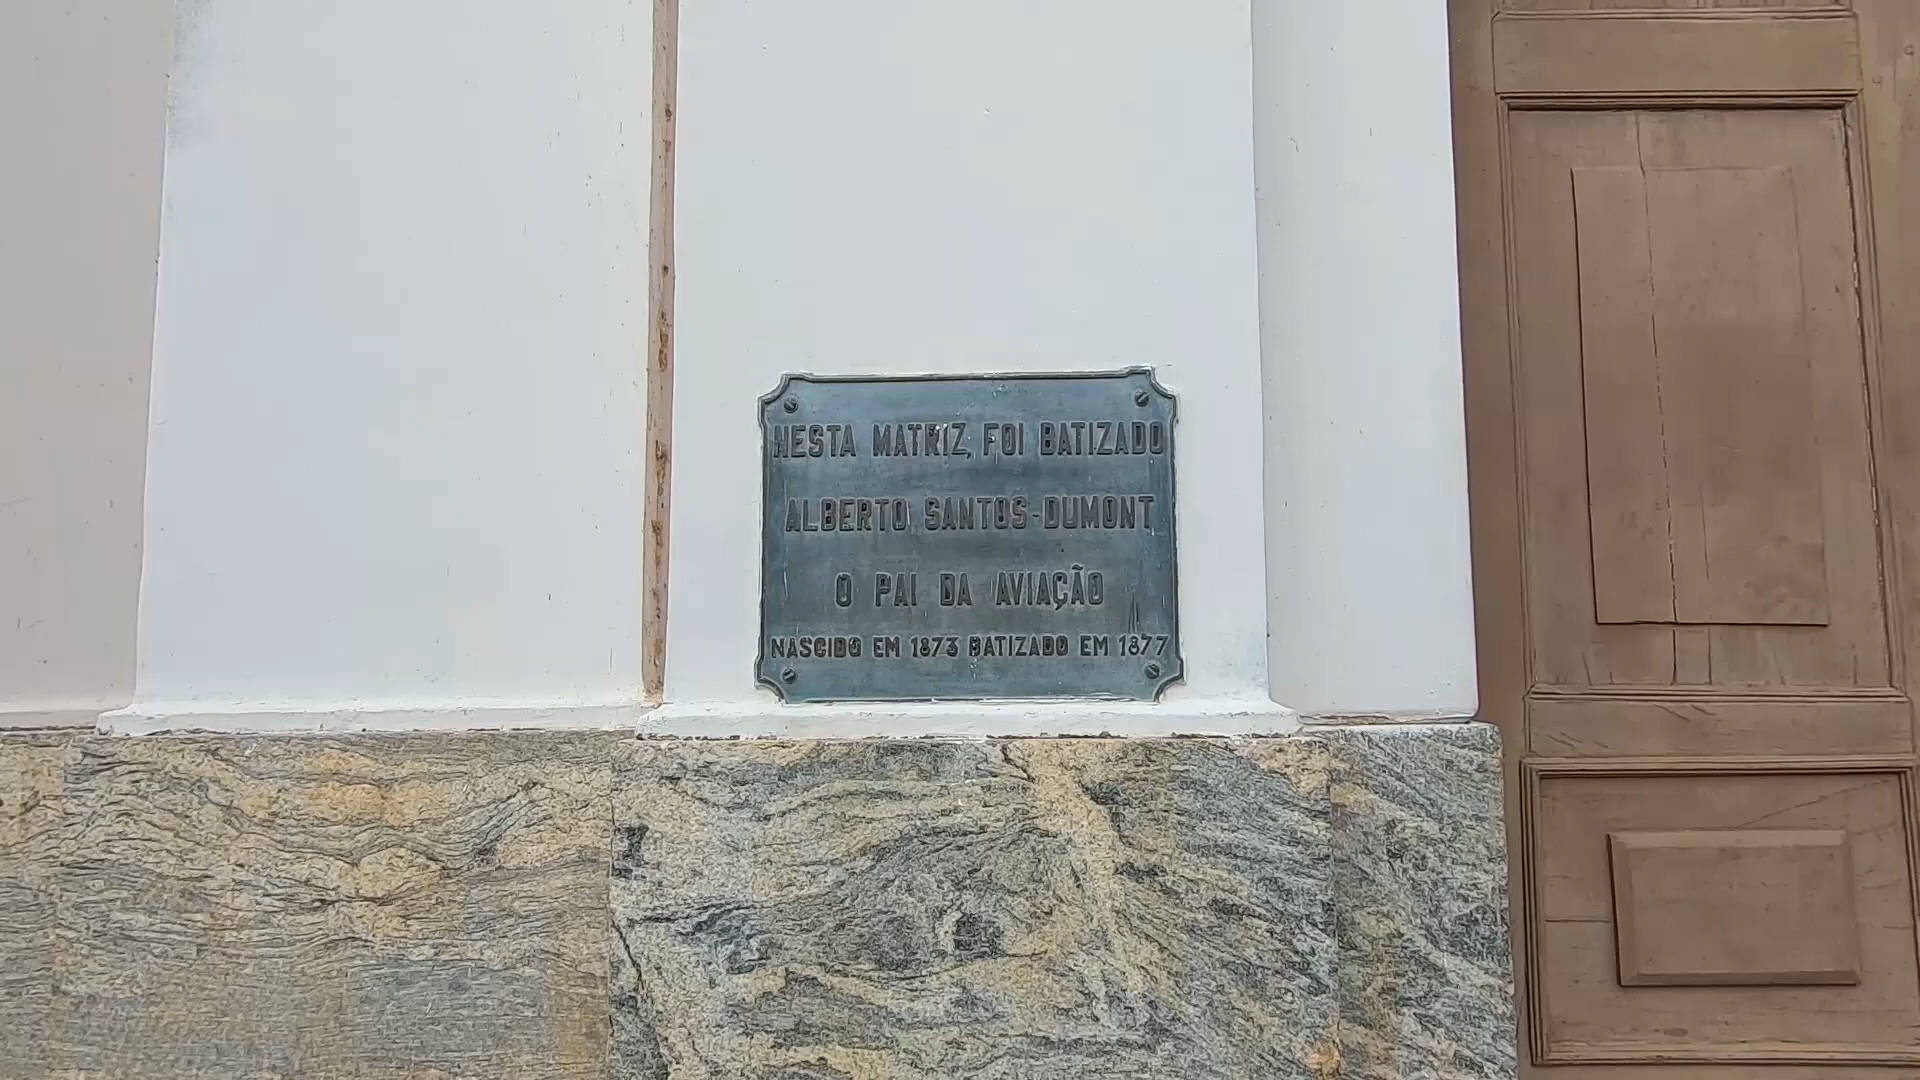 NESTA MATRIZ, FOI BATIZADO
ALBERTO SANTOS-DUMONT
O PAI DA AVIAÇÃO
NASCIDO EM 1873 BATIZADO EM 1877